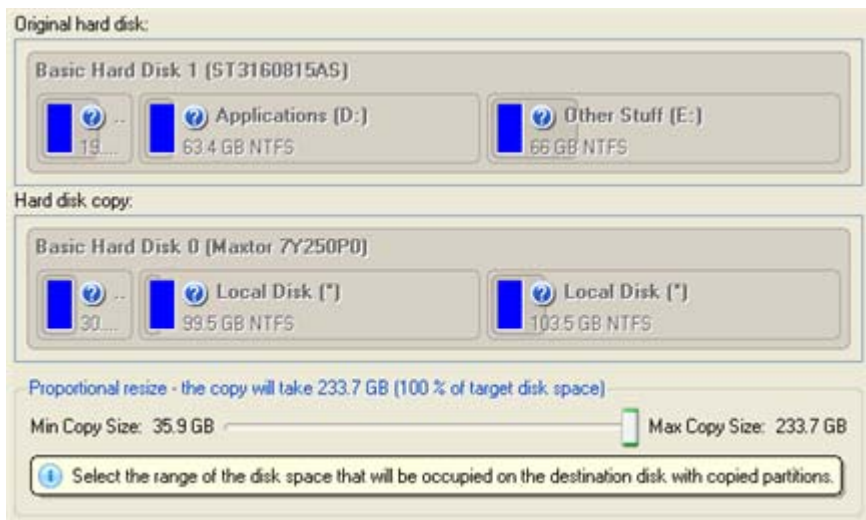 Original hard disk:
Basic Hard Disk 1 (ST3160815AS)
..
19....
Applications (D:)
63.4 GB NTFS
Other Stuff (E:)
66 GB NTFS
Hard disk copy:
Basic Hard Disk 0 (Maxtor 7Y250P0)
..
30....
Local Disk (*)
99.5 GB NTFS
Local Disk (*)
103.5 GB NTFS
Proportional resize - the copy will take 233.7 GB (100 % of target disk space)
Min Copy Size: 35.9 GB
Max Copy Size: 233.7 GB
Select the range of the disk space that will be occupied on the destination disk with copied partitions.